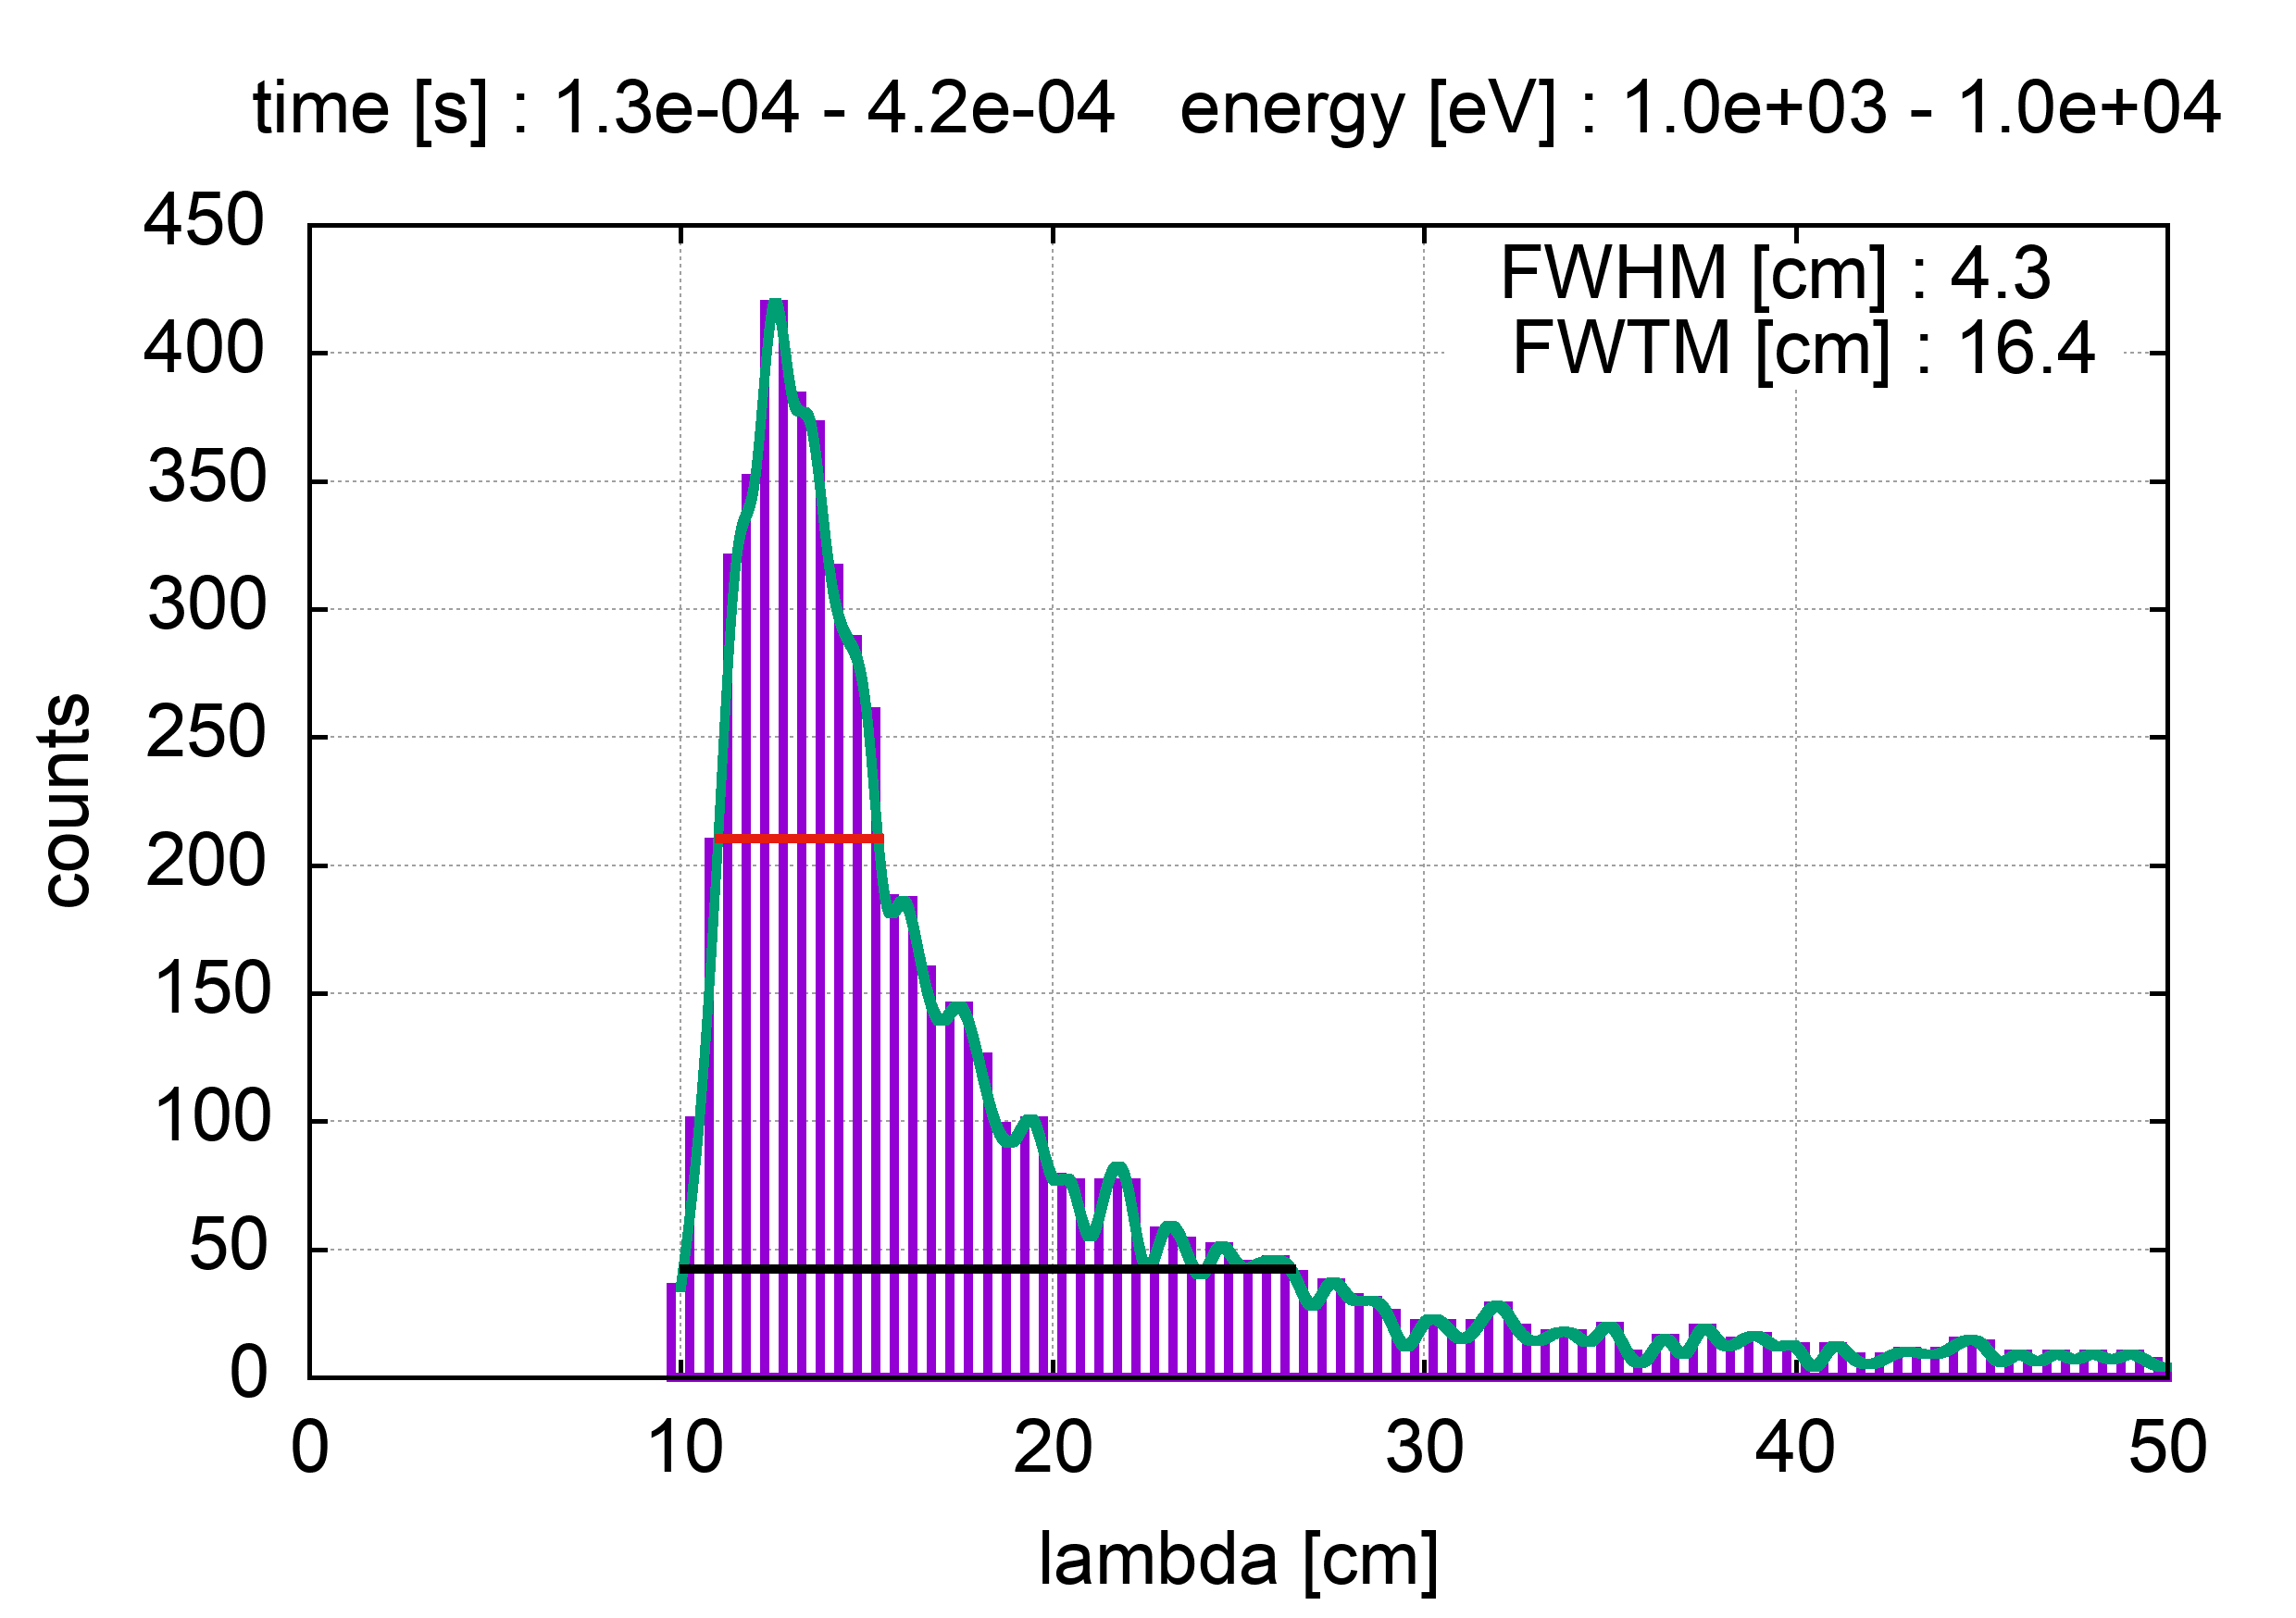 time [s] : 1.3e-04 - 4.2e-04   energy [eV] : 1.0e+03 - 1.0e+04
FWHM [cm] : 4.3
FWTM [cm] : 16.4
450
400
350
300
250
200
150
100
50
0
counts
0 10 20 30 40 50
lambda [cm]